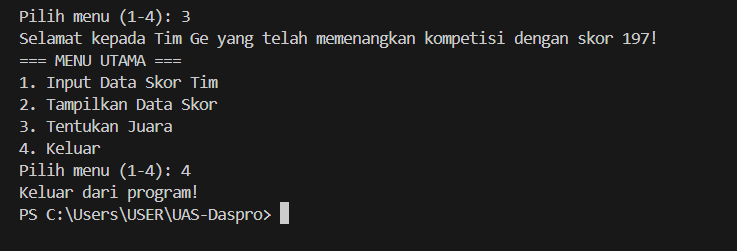 Pilih menu (1-4): 3
Selamat kepada Tim Ge yang telah memenangkan kompetisi dengan skor 197!
=== MENU UTAMA ===
1. Input Data Skor Tim
2. Tampilkan Data Skor
3. Tentukan Juara
4. Keluar
Pilih menu (1-4): 4
Keluar dari program!
PS C:\Users\USER\UAS-Daspro>